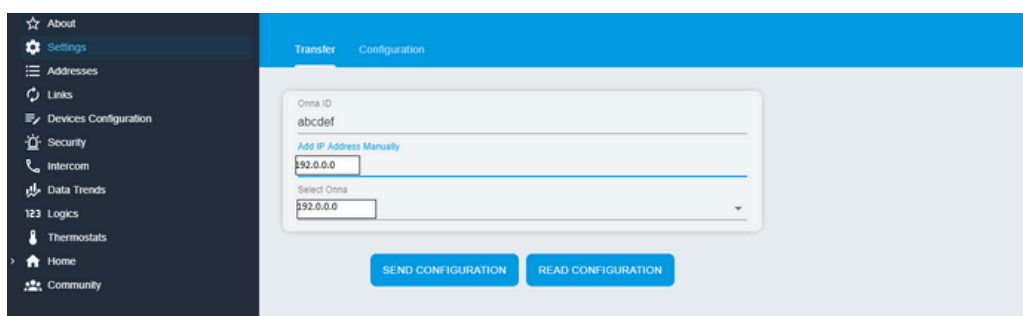 About
Settings
Addresses
Links
Devices Configuration
Security
Intercom
Data Trends
123 Logics
Thermostats
Home
Community
Transfer Configuration
Onna ID
abcdef
Add IP Address Manually
192.0.0.0
Select Onna
192.0.0.0
SEND CONFIGURATION READ CONFIGURATION